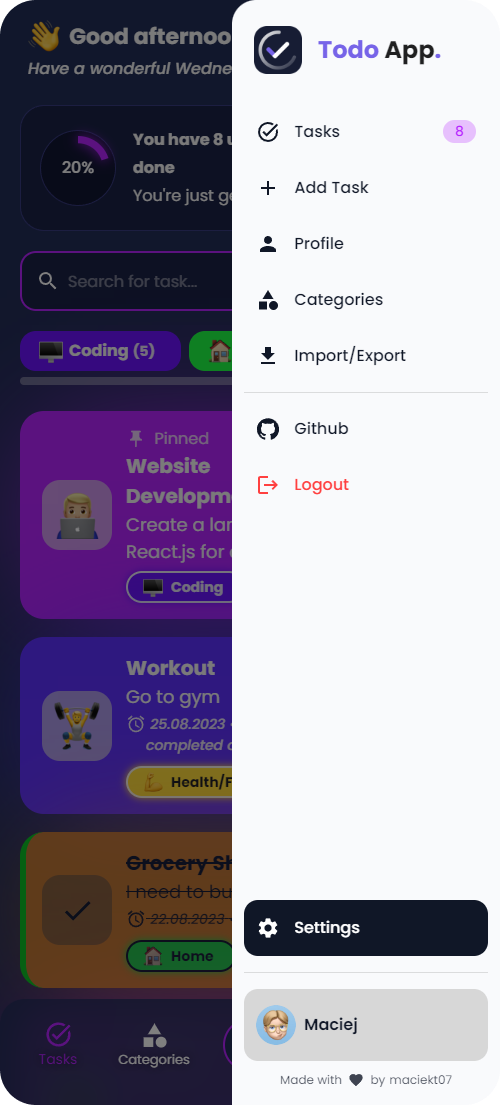 Good afternoo
Have a wonderful Wedne
20%
You have 8 u
done
You're just ge
Search for task...
Coding (5)
Pinned
Website
Developm
Create a lar
React.js for
Coding
Workout
Go to gym
25.08.2023
completed
Health/F
Grocery Sh
I need to bu
22.08.2023
Home
Tasks
Categories
Todo App.
Tasks 8
Add Task
Profile
Categories
Import/Export
Github
Logout
Settings
Maciej
Made with by maciekt07